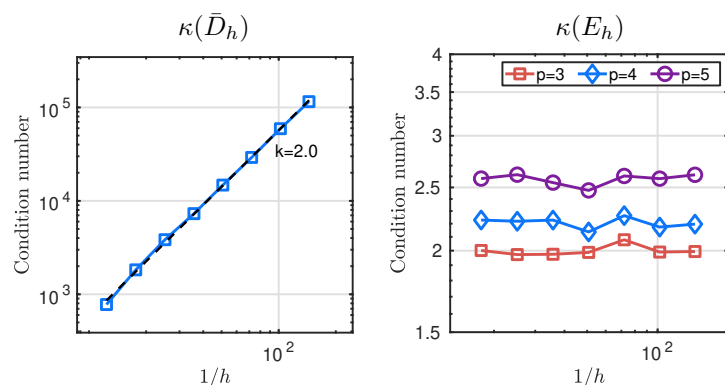 κ(D̄_h)
Condition number
10^5
10^4
10^3
k=2.0
10^2
1/h
κ(E_h)
Condition number
4
3.5
3
2.5
2
1.5
p=3 p=4 p=5
10^2
1/h